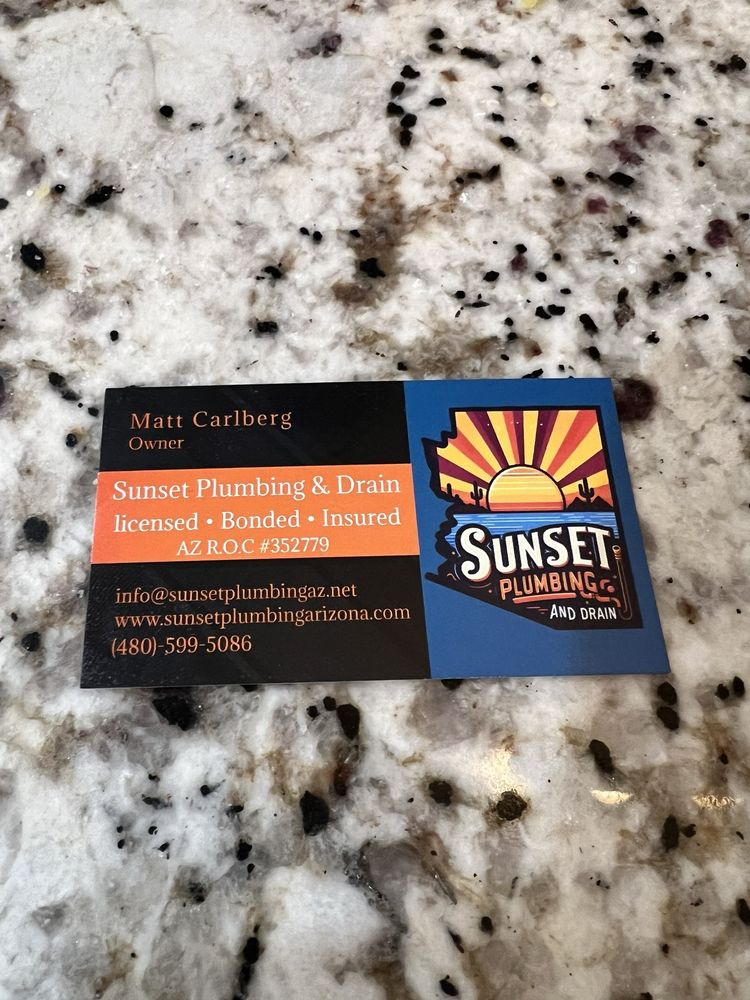 Matt Carlberg
Owner
Sunset Plumbing & Drain
licensed • Bonded • Insured
AZ R.O.C #352779
info@sunsetplumbingaz.net
www.sunsetplumbingarizona.com
(480)-599-5086
SUNSET
PLUMBING
AND DRAIN